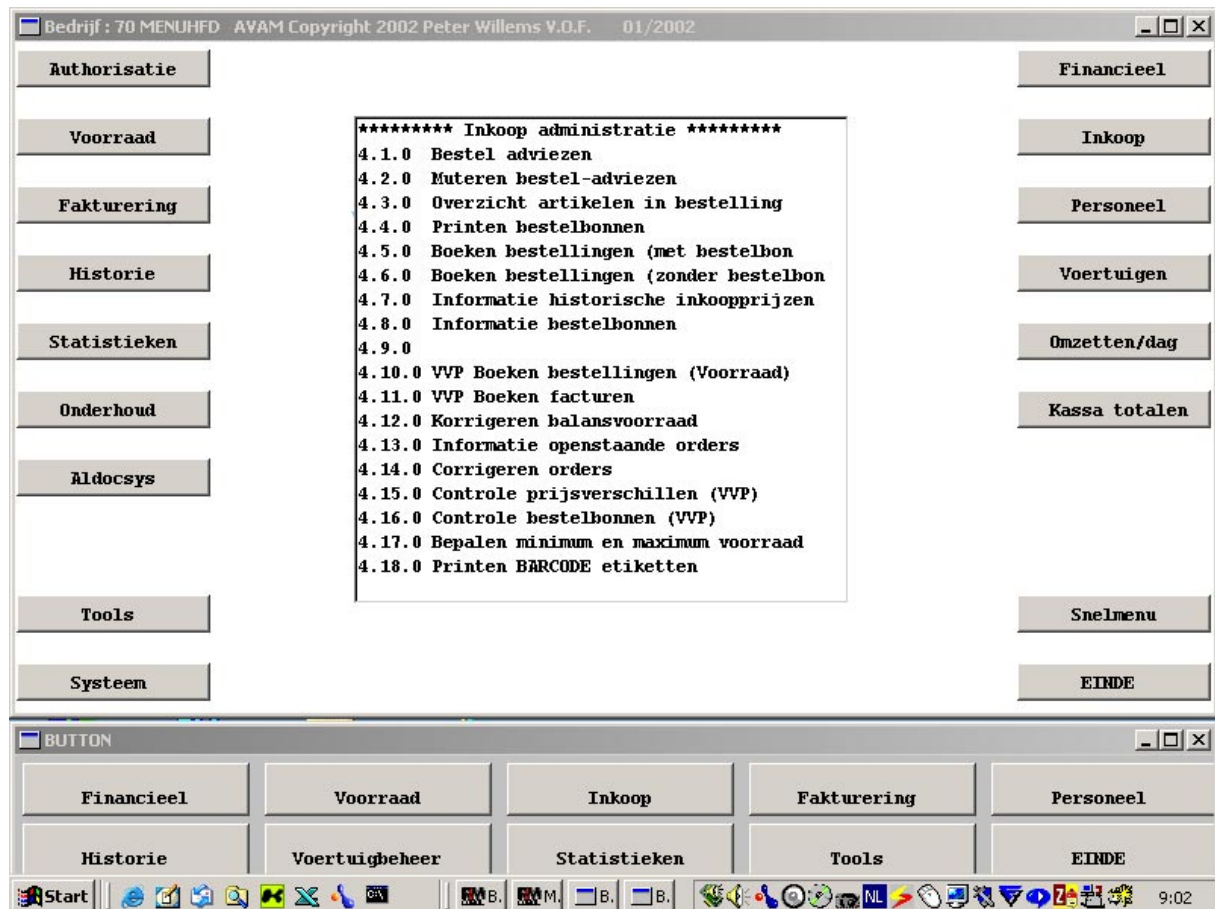 Bedrijf : 70 MENUHFD AVAM Copyright 2002 Peter Willems V.O.F. 01/2002
Authorisatie
Voorraad
Fakturering
Historie
Statistieken
Onderhoud
Aldocsys
Tools
Systeem
********* Inkoop administratie *********
4.1.0 Bestel adviezen
4.2.0 Muteren bestel-adviezen
4.3.0 Overzicht artikelen in bestelling
4.4.0 Printen bestelbonnen
4.5.0 Boeken bestellingen (met bestelbon
4.6.0 Boeken bestellingen (zonder bestelbon
4.7.0 Informatie historische inkoopprijzen
4.8.0 Informatie bestelbonnen
4.9.0
4.10.0 VVP Boeken bestellingen (Voorraad)
4.11.0 VVP Boeken facturen
4.12.0 Korrigeren balansvoorraad
4.13.0 Informatie openstaande orders
4.14.0 Corrigeren orders
4.15.0 Controle prijsverschillen (VVP)
4.16.0 Controle bestelbonnen (VVP)
4.17.0 Bepalen minimum en maximum voorraad
4.18.0 Printen BARCODE etiketten
Financieel
Inkoop
Personeel
Voertuigen
Omzetten/dag
Kassa totalen
Snelmenu
EINDE
BUTTON
Financieel Voorraad Inkoop Fakturering Personeel
Historie Voertuigbeheer Statistieken Tools EINDE
Start B. M. B. B. NL 9:02